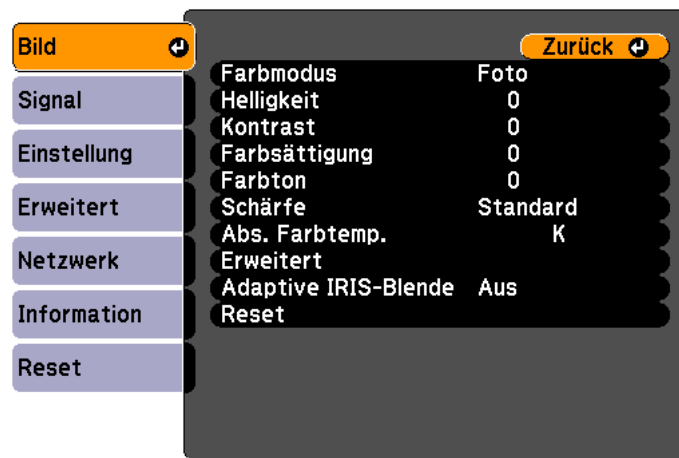 Bild
Signal
Einstellung
Erweitert
Netzwerk
Information
Reset
Zurück
Farbmodus Foto
Helligkeit 0
Kontrast 0
Farbsättigung 0
Farbton 0
Schärfe Standard
Abs. Farbtemp. K
Erweitert
Adaptive IRIS-Blende Aus
Reset